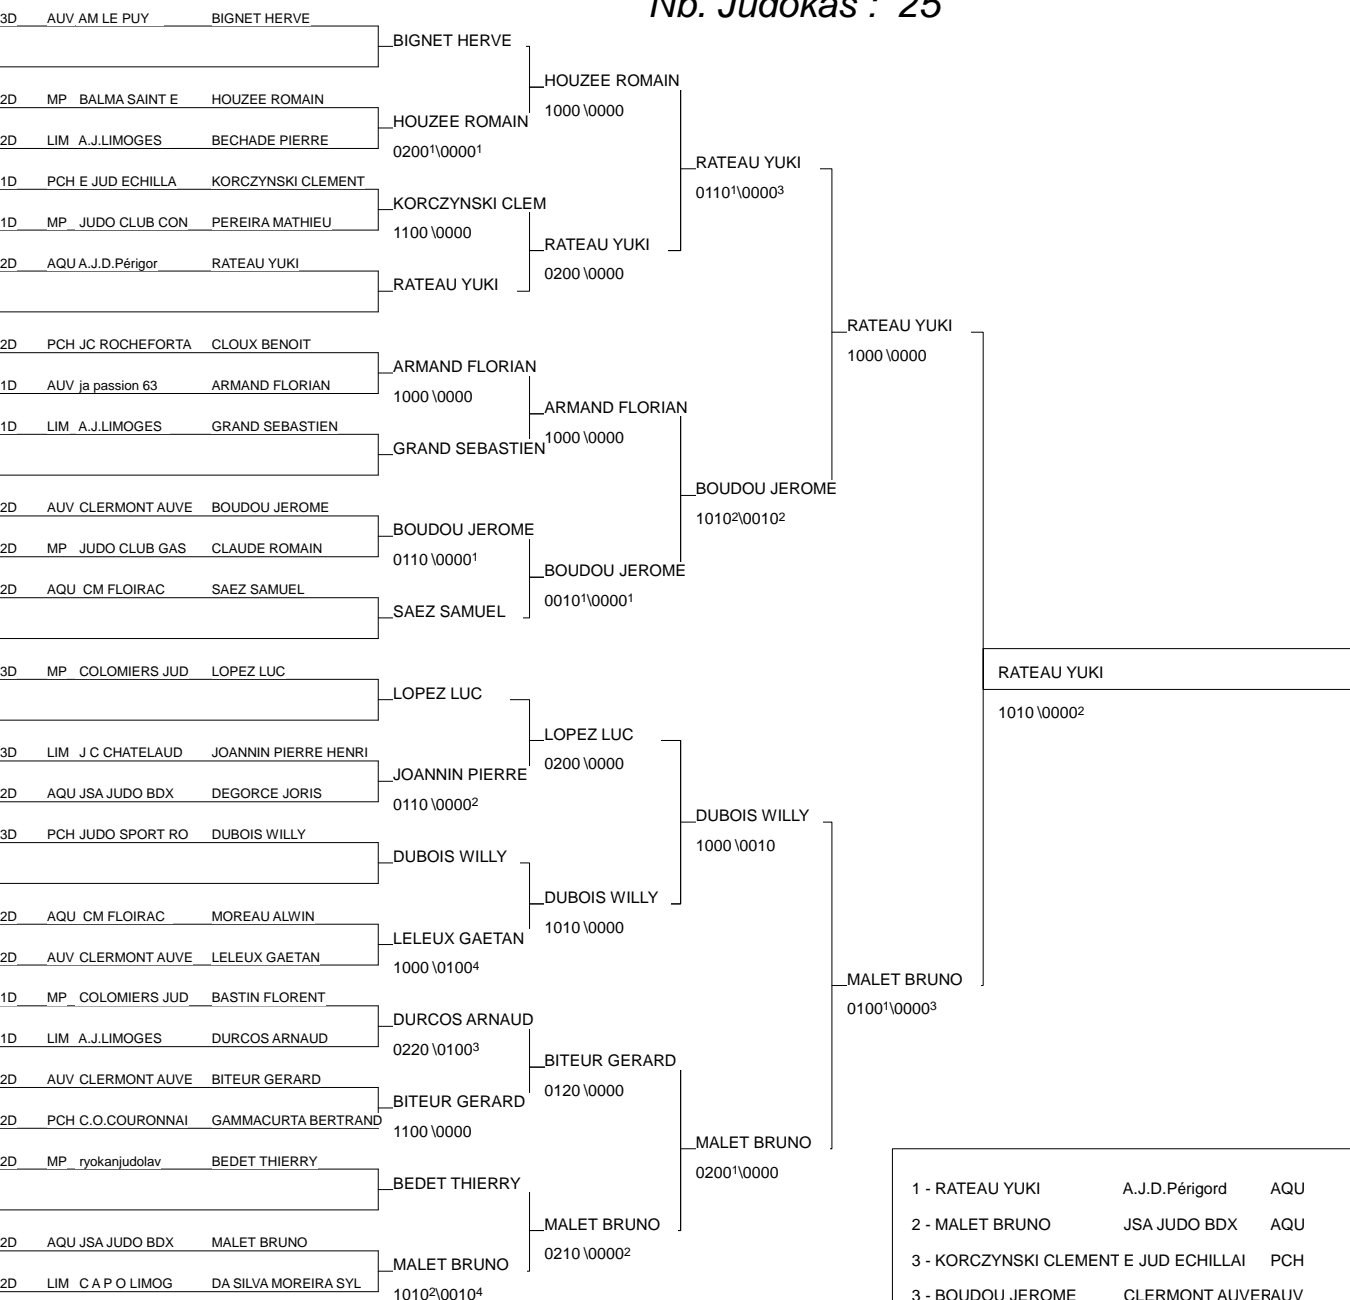 Nb. Judokas : 25
3D AUV AM LE PUY BIGNET HERVE
BIGNET HERVE
HOUZEE ROMAIN
2D MP BALMA SAINT E HOUZEE ROMAIN
1000 \0000
HOUZEE ROMAIN
2D LIM A.J.LIMOGES BECHADE PIERRE
0200¹\0000¹
RATEAU YUKI
1D PCH E JUD ECHILLA KORCZYNSKI CLEMENT
0110¹\0000³
KORCZYNSKI CLEM
1D MP JUDO CLUB CON PEREIRA MATHIEU
1100 \0000
RATEAU YUKI
2D AQU A.J.D.Périgor RATEAU YUKI
0200 \0000
RATEAU YUKI
RATEAU YUKI
2D PCH JC ROCHEFORTA CLOUX BENOIT
1000 \0000
ARMAND FLORIAN
1D AUV ja passion 63 ARMAND FLORIAN
1000 \0000
ARMAND FLORIAN
1D LIM A.J.LIMOGES GRAND SEBASTIEN
1000 \0000
GRAND SEBASTIEN
BOUDOU JEROME
2D AUV CLERMONT AUVE BOUDOU JEROME
1010²\0010²
BOUDOU JEROME
2D MP JUDO CLUB GAS CLAUDE ROMAIN
0110 \0000¹
BOUDOU JEROME
2D AQU CM FLOIRAC SAEZ SAMUEL
0010¹\0000¹
SAEZ SAMUEL
3D MP COLOMIERS JUD LOPEZ LUC
RATEAU YUKI
LOPEZ LUC
1010 \0000²
LOPEZ LUC
3D LIM J C CHATELAUD JOANNIN PIERRE HENRI
0200 \0000
JOANNIN PIERRE
2D AQU JSA JUDO BDX DEGORCE JORIS
0110 \0000²
DUBOIS WILLY
3D PCH JUDO SPORT RO DUBOIS WILLY
1000 \0010
DUBOIS WILLY
DUBOIS WILLY
2D AQU CM FLOIRAC MOREAU ALWIN
1010 \0000
LELEUX GAETAN
2D AUV CLERMONT AUVE LELEUX GAETAN
1000 \0100⁴
MALET BRUNO
1D MP COLOMIERS JUD BASTIN FLORENT
0100¹\0000³
DURCOS ARNAUD
1D LIM A.J.LIMOGES DURCOS ARNAUD
0220 \0100³
BITEUR GERARD
2D AUV CLERMONT AUVE BITEUR GERARD
0120 \0000
BITEUR GERARD
2D PCH C.O.COURONNAI GAMMACURTA BERTRAND
1100 \0000
MALET BRUNO
2D MP ryokanjudolav BEDET THIERRY
0200¹\0000
BEDET THIERRY
1 - RATEAU YUKI A.J.D.Périgord AQU
MALET BRUNO
2 - MALET BRUNO JSA JUDO BDX AQU
2D AQU JSA JUDO BDX MALET BRUNO
0210 \0000²
MALET BRUNO
3 - KORCZYNSKI CLEMENT E JUD ECHILLAI PCH
2D LIM C A P O LIMOG DA SILVA MOREIRA SYL
1010²\0010⁴
3 - BOUDOU JEROME CLERMONT AUVERAUV